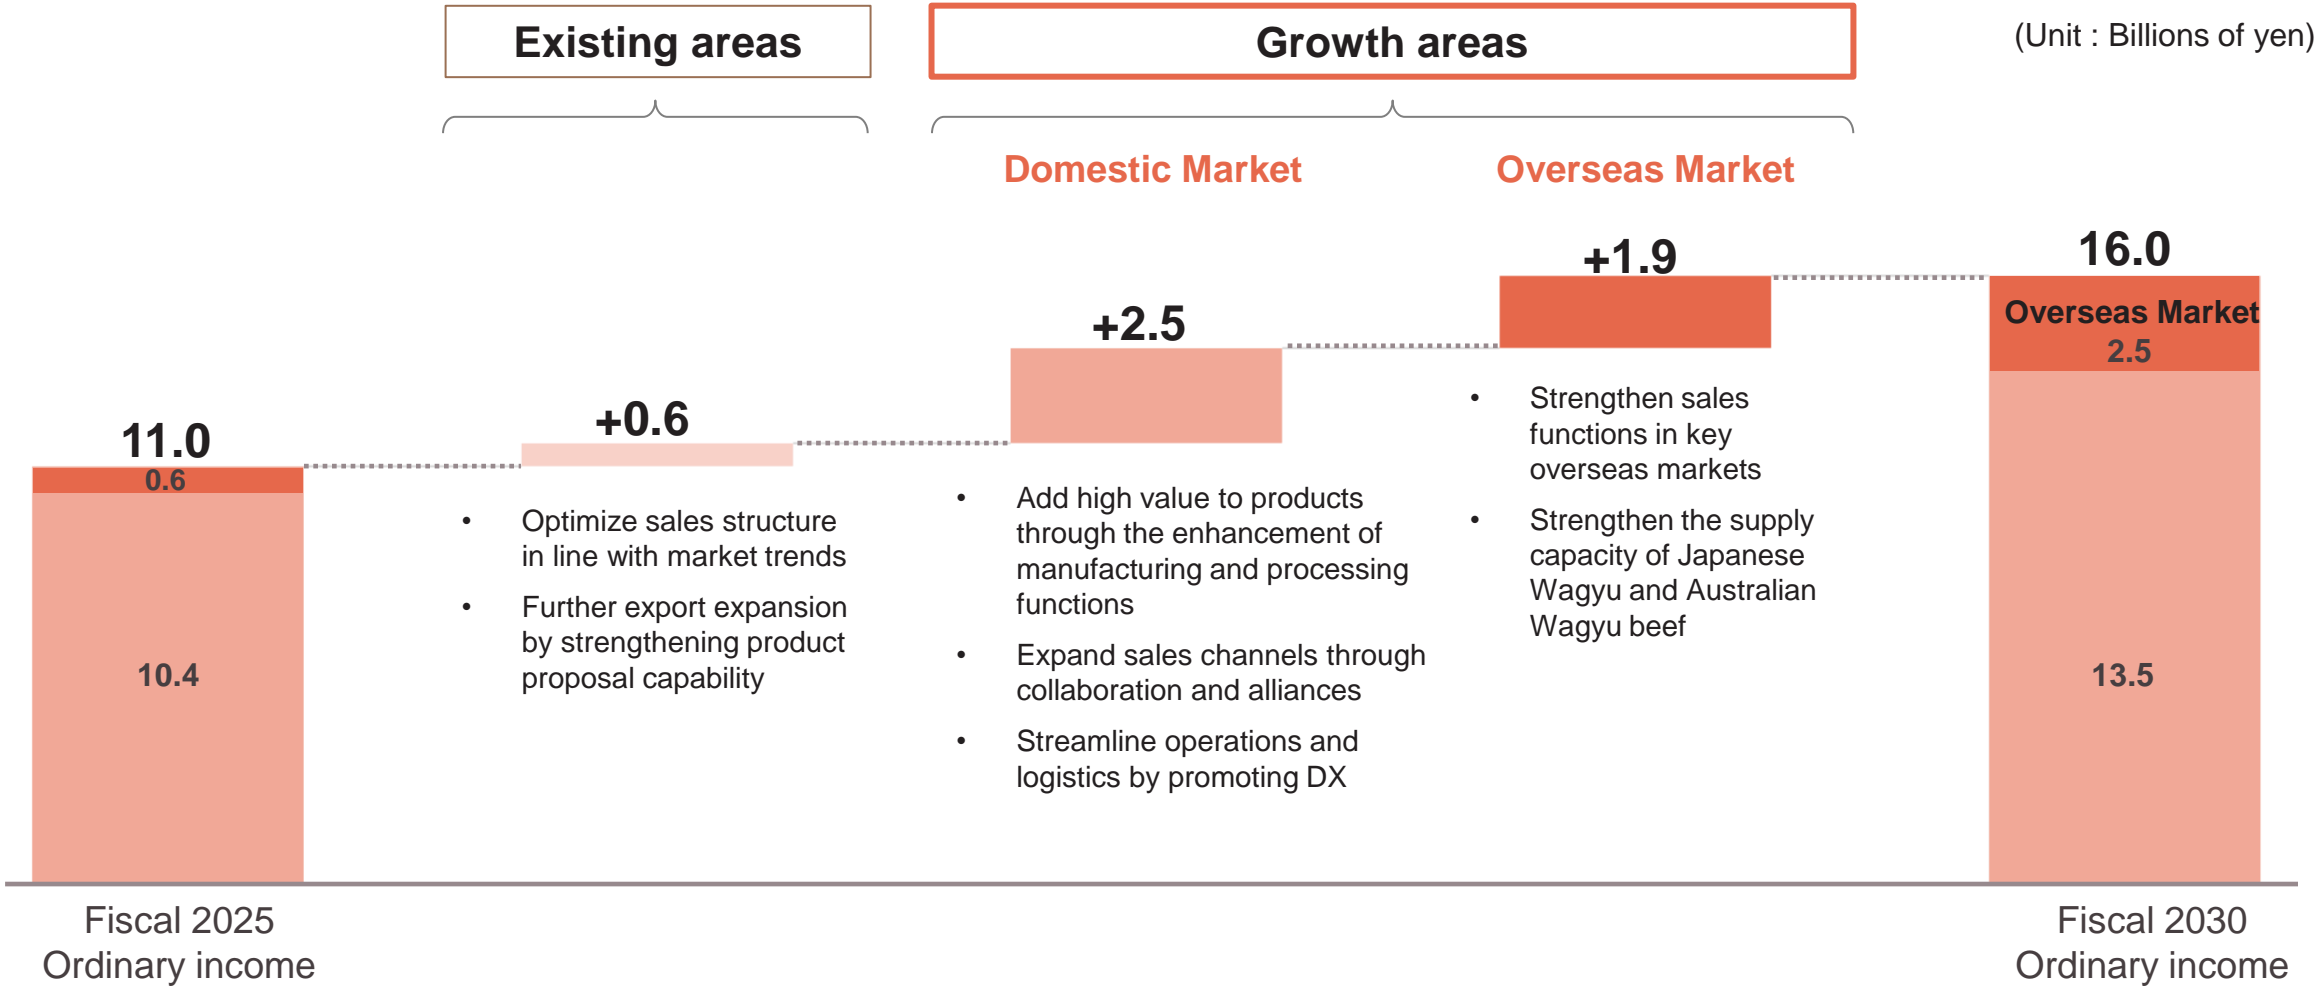 Existing areas
Growth areas
(Unit : Billions of yen)
Domestic Market
Overseas Market
11.0
0.6
10.4
+0.6
• Optimize sales structure
in line with market trends
• Further export expansion
by strengthening product
proposal capability
+2.5
• Add high value to products
through the enhancement of
manufacturing and processing
functions
• Expand sales channels through
collaboration and alliances
• Streamline operations and
logistics by promoting DX
+1.9
• Strengthen sales
functions in key
overseas markets
• Strengthen the supply
capacity of Japanese
Wagyu and Australian
Wagyu beef
16.0
Overseas Market
2.5
13.5
Fiscal 2025
Ordinary income
Fiscal 2030
Ordinary income